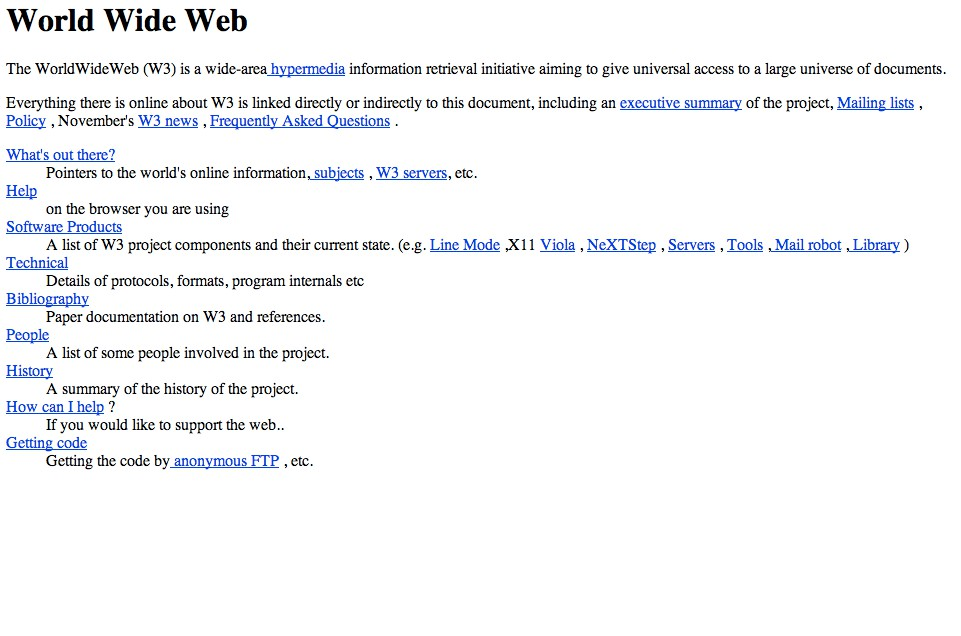 World Wide Web
The WorldWideWeb (W3) is a wide-area hypermedia information retrieval initiative aiming to give universal access to a large universe of documents.
Everything there is online about W3 is linked directly or indirectly to this document, including an executive summary of the project, Mailing lists ,
Policy , November's W3 news , Frequently Asked Questions .
What's out there?
Pointers to the world's online information, subjects , W3 servers, etc.
Help
on the browser you are using
Software Products
A list of W3 project components and their current state. (e.g. Line Mode ,X11 Viola , NeXTStep , Servers , Tools , Mail robot , Library )
Technical
Details of protocols, formats, program internals etc
Bibliography
Paper documentation on W3 and references.
People
A list of some people involved in the project.
History
A summary of the history of the project.
How can I help ?
If you would like to support the web..
Getting code
Getting the code by anonymous FTP , etc.